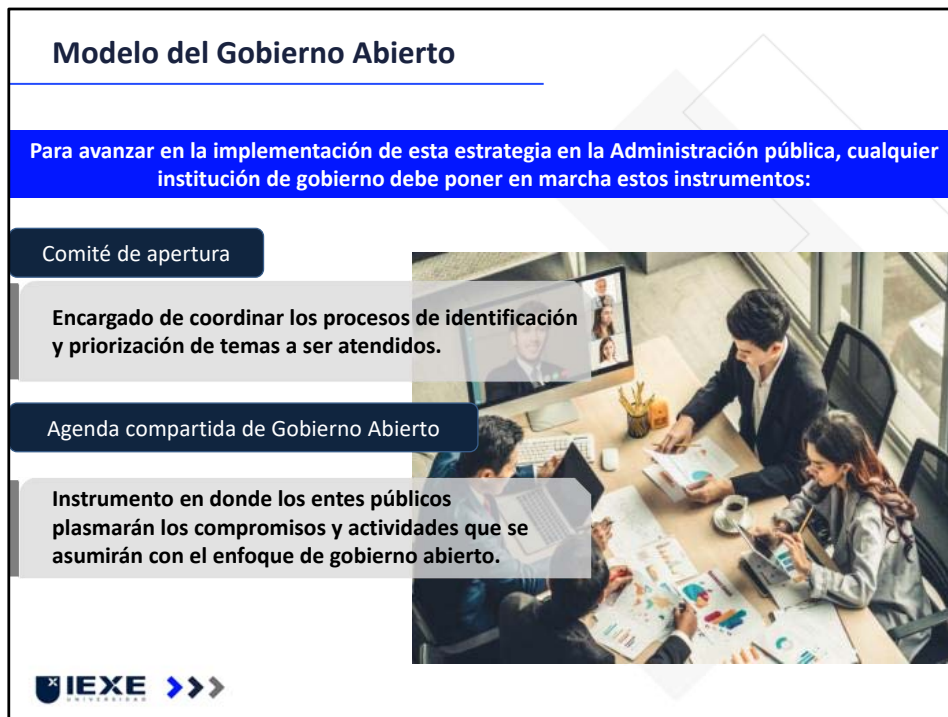 Modelo del Gobierno Abierto
Para avanzar en la implementación de esta estrategia en la Administración pública, cualquier
institución de gobierno debe poner en marcha estos instrumentos:
Comité de apertura
Encargado de coordinar los procesos de identificación
y priorización de temas a ser atendidos.
Agenda compartida de Gobierno Abierto
Instrumento en donde los entes públicos
plasmarán los compromisos y actividades que se
asumirán con el enfoque de gobierno abierto.
IEXE
UNIVERSIDAD